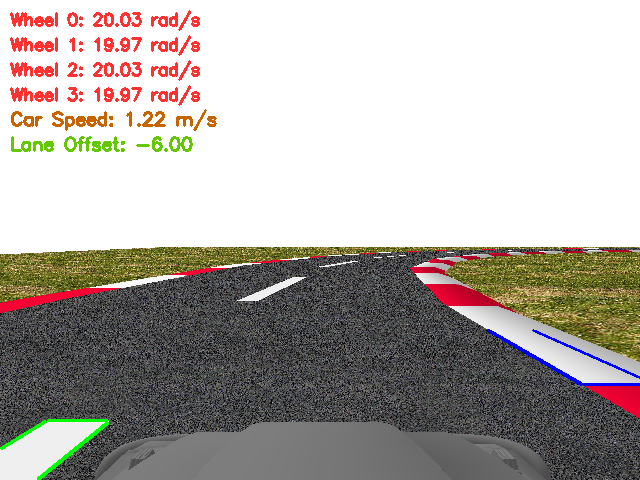 Wheel 0: 20.03 rad/s
Wheel 1: 19.97 rad/s
Wheel 2: 20.03 rad/s
Wheel 3: 19.97 rad/s
Car Speed: 1.22 m/s
Lane Offset: -6.00